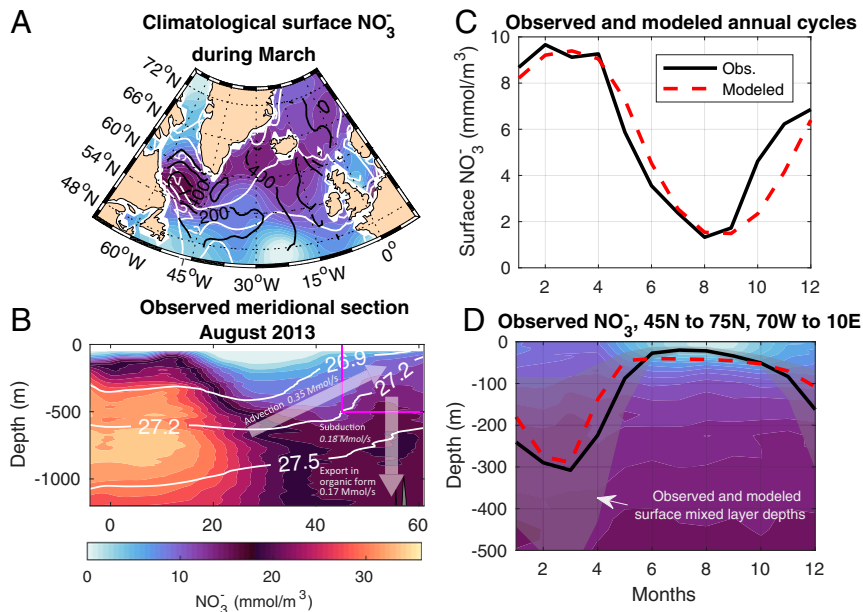 A
Climatological surface NO₃⁻
during March
72°N
66°N
60°N
54°N
48°N
60°W
45°W
30°W
15°W
0°
0
400
200
B
Observed meridional section
August 2013
Depth (m)
0
-500
-1000
0
20
40
60
26.9
27.2
27.2
27.5
Advection 0.35 Mmol/s
Subduction
0.18 Mmol/s
Export in
organic form
0.17 Mmol/s
0
10
20
30
NO₃⁻ (mmol/m³)
C
Observed and modeled annual cycles
Surface NO₃⁻ (mmol/m³)
10
8
6
4
2
0
2
4
6
8
10
12
Obs.
Modeled
D
Observed NO₃⁻, 45N to 75N, 70W to 10E
Depth (m)
0
-100
-200
-300
-400
-500
2
4
6
8
10
12
Months
Observed and modeled
surface mixed layer depths